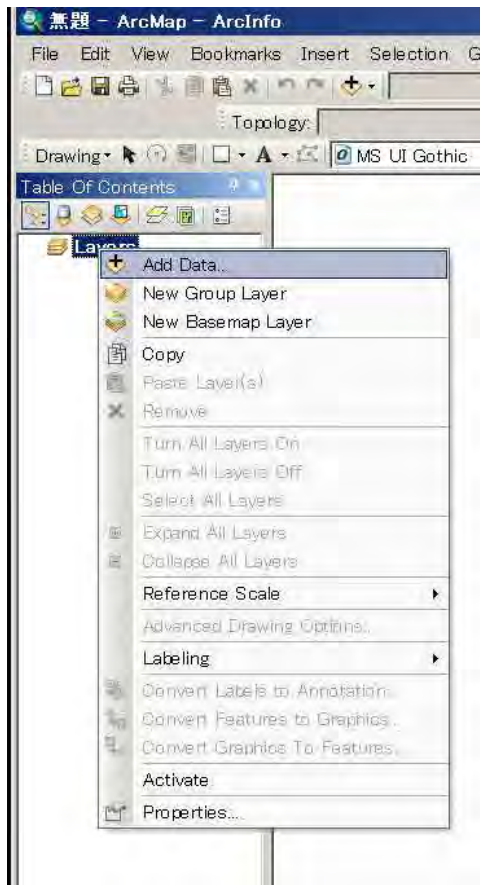 無題 - ArcMap - ArcInfo
File Edit View Bookmarks Insert Selection G
Topology:
Drawing A MS UI Gothic
Table Of Contents
Layers
Add Data..
New Group Layer
New Basemap Layer
Copy
Paste Layer(s)
Remove
Turn All Layers On
Turn All Layers Off
Select All Layers
Expand All Layers
Collapse All Layers
Reference Scale
Advanced Drawing Options..
Labeling
Convert Labels to Annotation..
Convert Features to Graphics..
Convert Graphics To Features..
Activate
Properties...